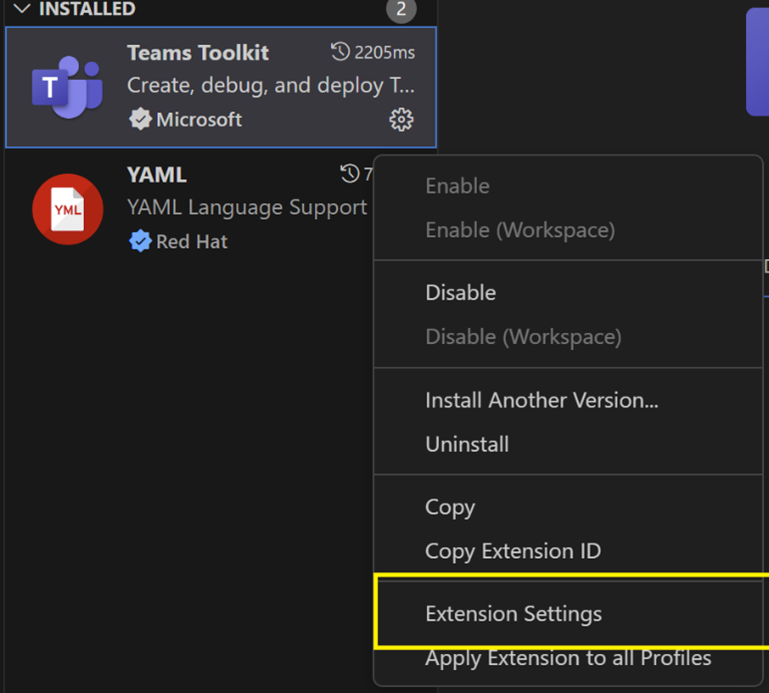 INSTALLED
2
Teams Toolkit
2205ms
Create, debug, and deploy T...
T
Microsoft
YAML
7
YML
YAML Language Support
Red Hat
Enable
Enable (Workspace)
Disable
Disable (Workspace)
Install Another Version...
Uninstall
Copy
Copy Extension ID
Extension Settings
Apply Extension to all Profiles